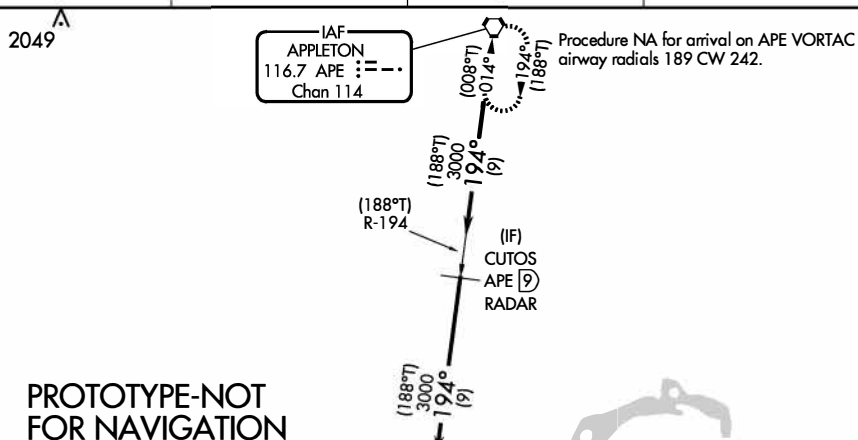 2049
IAF
APPLETON
116.7 APE
Chan 114
Procedure NA for arrival on APE VORTAC
airway radials 189 CW 242.
(008°T)
014°
194°
(188°T)
(188°T)
3000
194°
(9)
(188°T)
R-194
(IF)
CUTOS
APE 9
RADAR
(188°T)
3000
194°
(9)
PROTOTYPE-NOT
FOR NAVIGATION